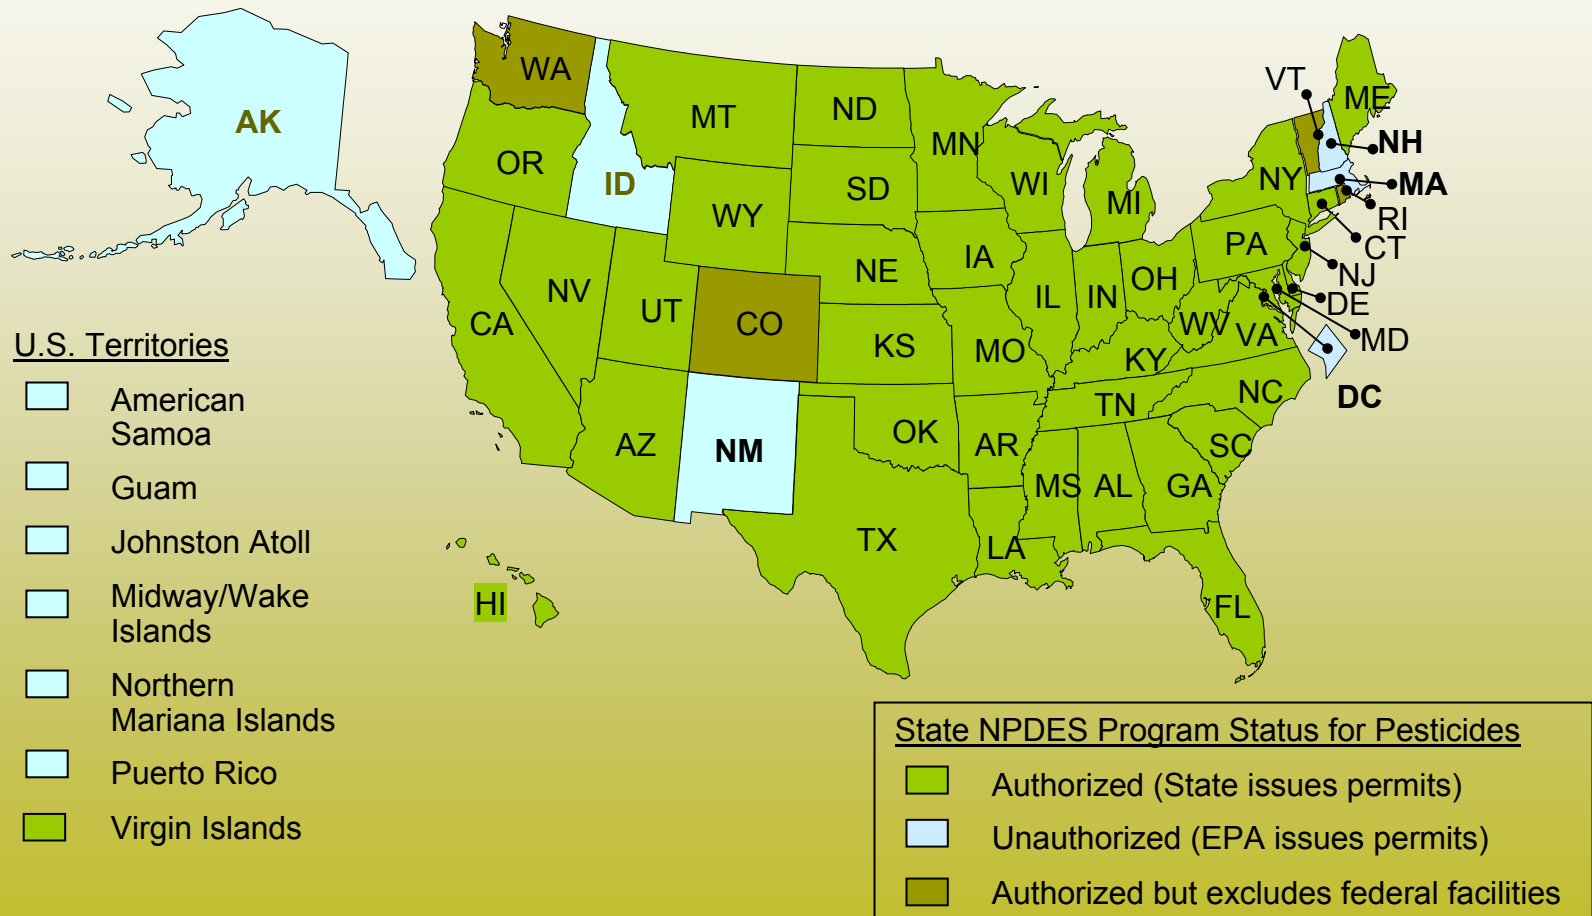 WA
VT
ME
AK
MT
ND
MN
NH
OR
ID
SD
WI
MI
NY
MA
WY
RI
PA
CT
IA
NE
OH
NJ
NV
IL
IN
DE
UT
CO
CA
WV
VA
MD
KS
MO
KY
DC
NC
TN
AZ
NM
OK
AR
SC
MS
AL
GA
TX
LA
HI
FL
U.S. Territories
American
Samoa
Guam
Johnston Atoll
Midway/Wake
Islands
Northern
Mariana Islands
Puerto Rico
Virgin Islands
State NPDES Program Status for Pesticides
Authorized (State issues permits)
Unauthorized (EPA issues permits)
Authorized but excludes federal facilities